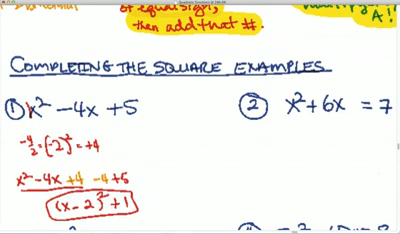 of equal sign,
then add that #.
A!
COMPLETING THE SQUARE EXAMPLES
① x² - 4x + 5
② x² + 6x = 7
-4/2 = (-2)² = +4
x² - 4x + 4 - 4 + 5
(x - 2)² + 1